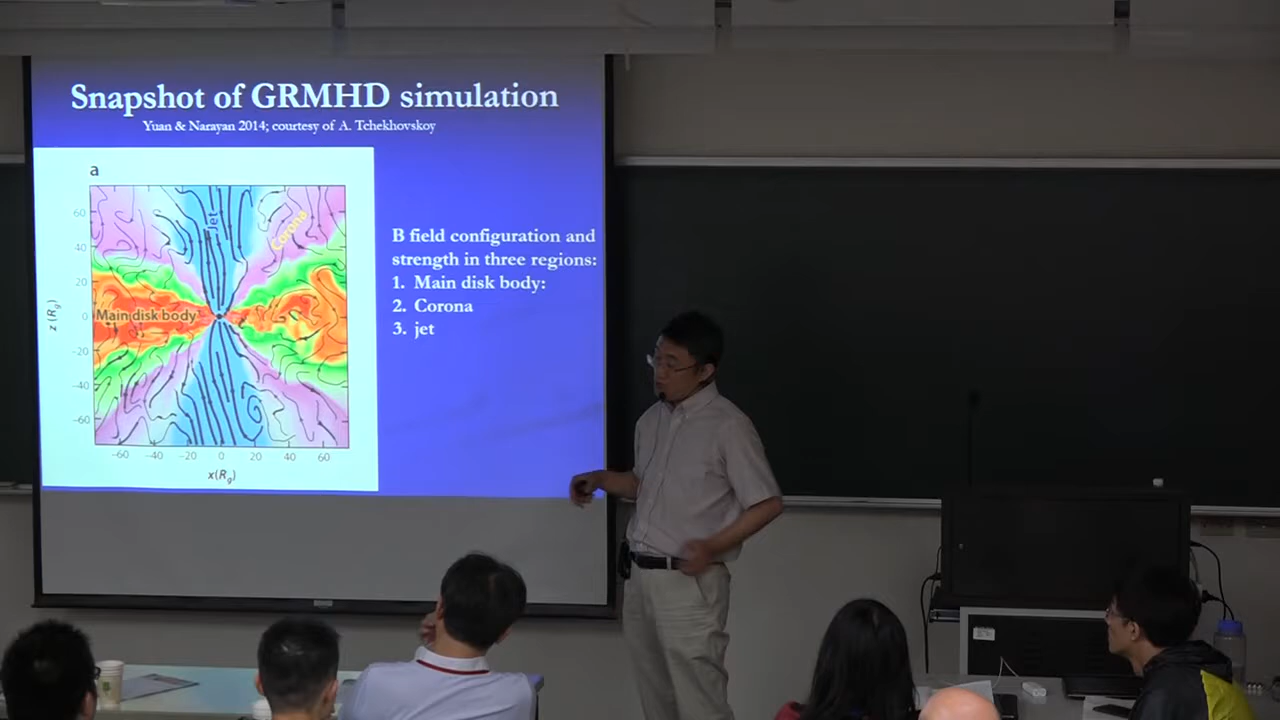 Snapshot of GRMHD simulation
Yuan & Narayan 2014; courtesy of A. Tchekhovskoy
a
Jet
Corona
Main disk body
60
40
20
0
-20
-40
-60
z (Rg)
-60 -40 -20 0 20 40 60
x(Rg)
B field configuration and
strength in three regions:
1. Main disk body:
2. Corona
3. jet